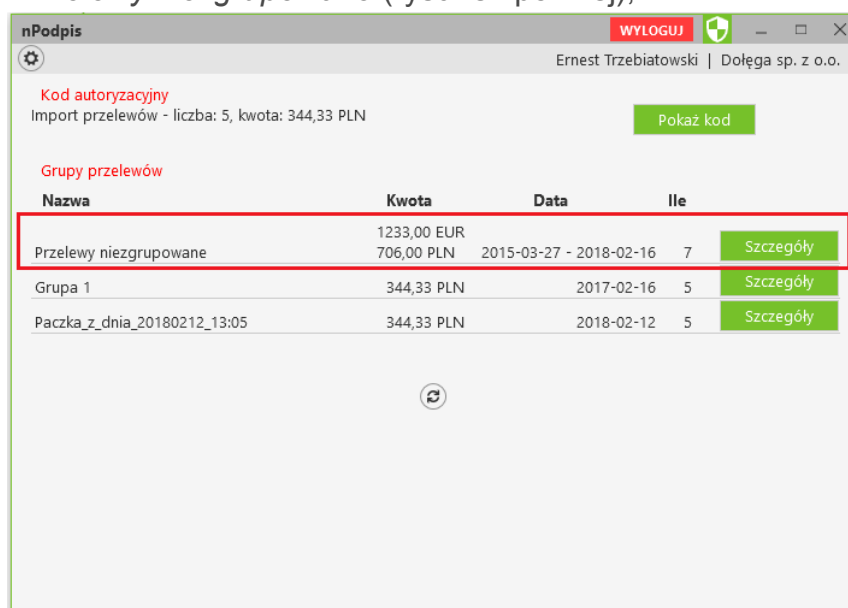 nPodpis WYLOGUJ
Ernest Trzebiatowski | Dołęga sp. z o.o.
Kod autoryzacyjny
Import przelewów - liczba: 5, kwota: 344,33 PLN Pokaż kod
Grupy przelewów
Nazwa Kwota Data Ile
1233,00 EUR
Przelewy niezgrupowane 706,00 PLN 2015-03-27 - 2018-02-16 7 Szczegóły
Grupa 1 344,33 PLN 2017-02-16 5 Szczegóły
Paczka_z_dnia_20180212_13:05 344,33 PLN 2018-02-12 5 Szczegóły